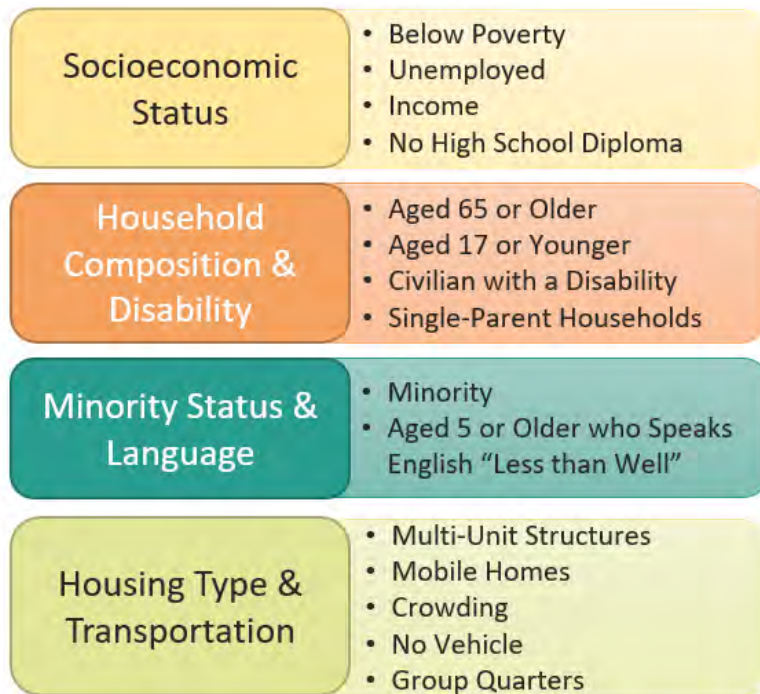 Socioeconomic
Status
• Below Poverty
• Unemployed
• Income
• No High School Diploma
Household
Composition &
Disability
• Aged 65 or Older
• Aged 17 or Younger
• Civilian with a Disability
• Single-Parent Households
Minority Status &
Language
• Minority
• Aged 5 or Older who Speaks
English “Less than Well”
Housing Type &
Transportation
• Multi-Unit Structures
• Mobile Homes
• Crowding
• No Vehicle
• Group Quarters